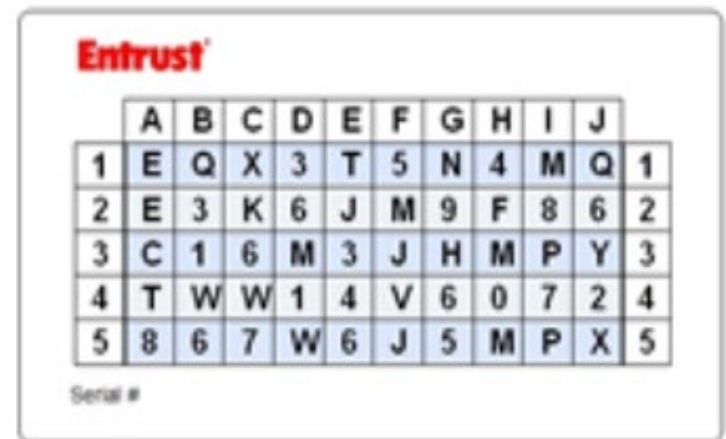 Entrust
A B C D E F G H I J
1 E Q X 3 T 5 N 4 M Q 1
2 E 3 K 6 J M 9 F 8 6 2
3 C 1 6 M 3 J H M P Y 3
4 T W W 1 4 V 6 0 7 2 4
5 8 6 7 W 6 J 5 M P X 5
Serial #